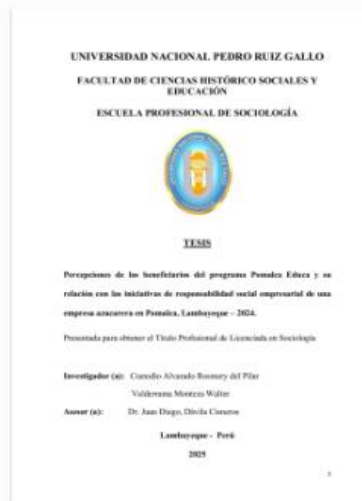 UNIVERSIDAD NACIONAL PEDRO RUIZ GALLO
FACULTAD DE CIENCIAS HISTÓRICO SOCIALES Y
EDUCACIÓN
ESCUELA PROFESIONAL DE SOCIOLOGÍA
TESIS
Percepciones de los beneficiarios del programa Pomalca Educa y su
relación con las iniciativas de responsabilidad social empresarial de una
empresa azucarera en Pomalca, Lambayeque – 2024.
Presentada para obtener el Título Profesional de Licenciada en Sociología
Investigador (a): Custodio Alvarado Rosmery del Pilar
Valderrama Monteza Walter
Asesor (a): Dr. Juan Diego, Dávila Cisneros
Lambayeque - Perú
2025